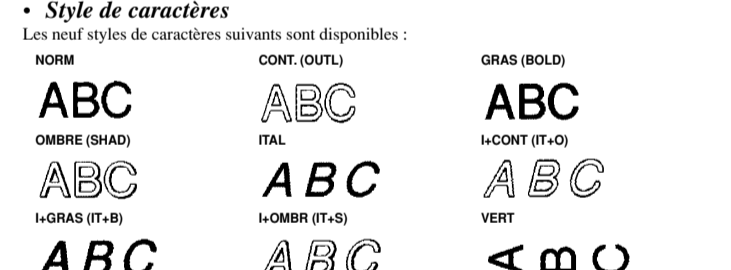 • Style de caractères
Les neuf styles de caractères suivants sont disponibles :
NORM CONT. (OUTL) GRAS (BOLD)
ABC ABC ABC
OMBRE (SHAD) ITAL I+CONT (IT+O)
ABC ABC ABC
I+GRAS (IT+B) I+OMBR (IT+S) VERT
ABC ABC ABC